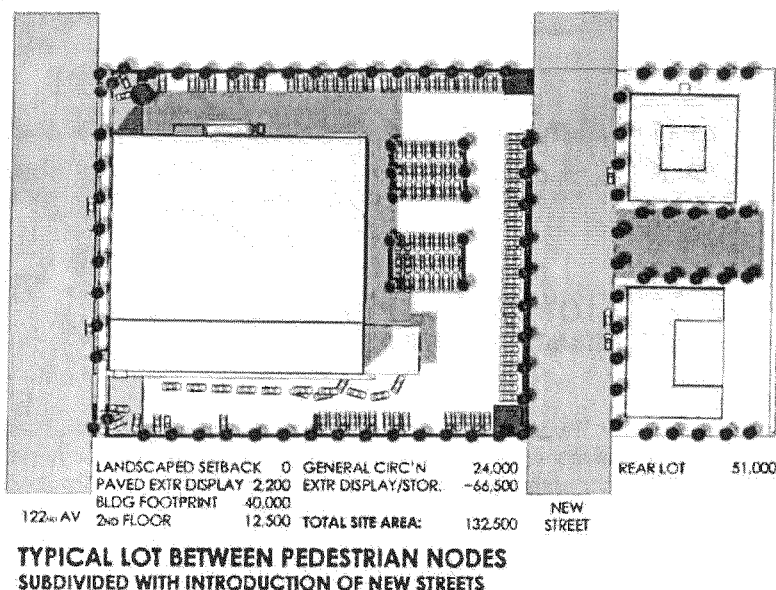 LANDSCAPED SETBACK 0 GENERAL CIRC'N 24,000
PAVED EXTR DISPLAY 2,200 EXTR DISPLAY/STOR. ~66,500
BLDG FOOTPRINT 40,000
2ND FLOOR 12,500 TOTAL SITE AREA: 132,500
REAR LOT 51,000
122ND AV
NEW
STREET
TYPICAL LOT BETWEEN PEDESTRIAN NODES
SUBDIVIDED WITH INTRODUCTION OF NEW STREETS